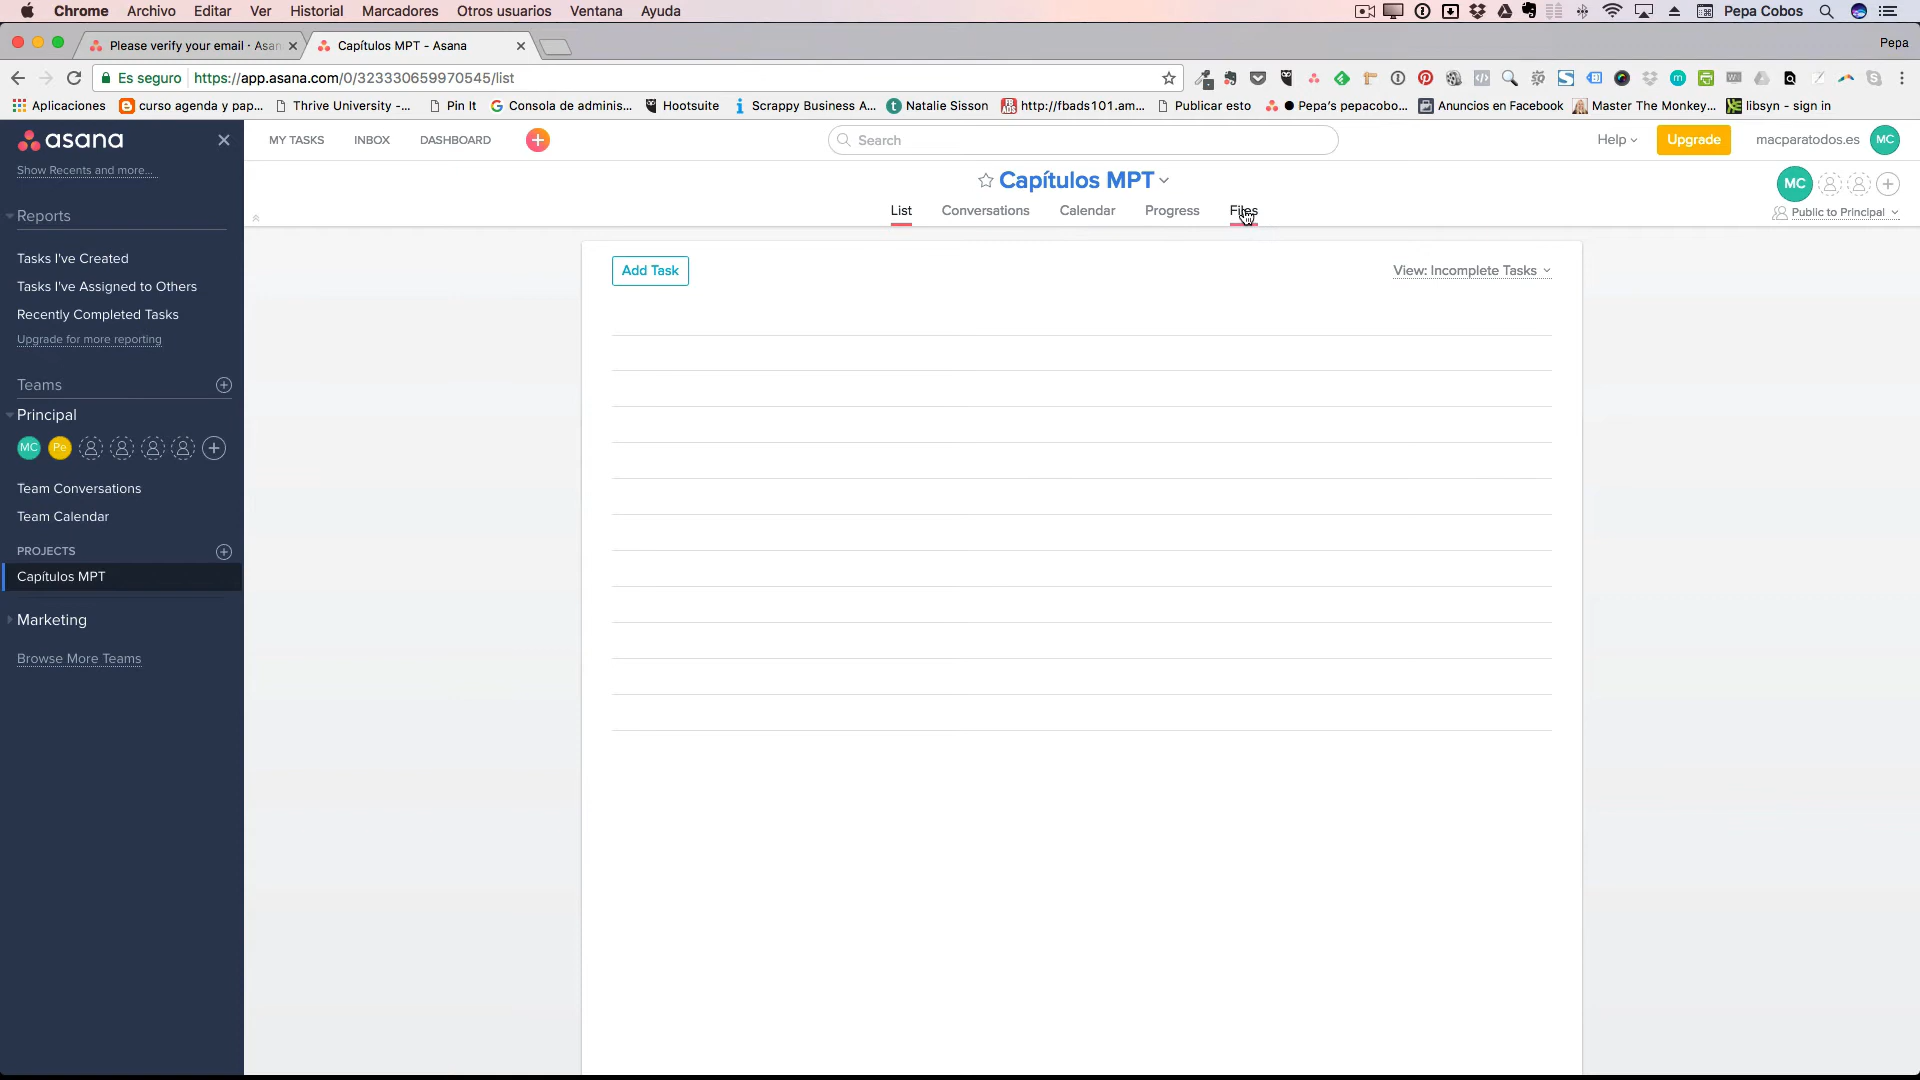 Chrome Archivo Editar Ver Historial Marcadores Otros usuarios Ventana Ayuda Pepa Cobos
Please verify your email · Asan
Capítulos MPT - Asana
Pepa
Es seguro https://app.asana.com/0/323330659970545/list
Aplicaciones curso agenda y pap... Thrive University -... Pin It Consola de adminis... Hootsuite Scrappy Business A... Natalie Sisson http://fbads101.am... Publicar esto Pepa's pepacobo... Anuncios en Facebook Master The Monkey... libsyn - sign in
asana
MY TASKS INBOX DASHBOARD
Search
Help
Upgrade
macparatodos.es MC
Show Recents and more...
Capítulos MPT
MC
List Conversations Calendar Progress Files
Public to Principal
Reports
Tasks I've Created
Tasks I've Assigned to Others
Recently Completed Tasks
Upgrade for more reporting
Add Task
View: Incomplete Tasks
Teams
Principal
MC Pe
Team Conversations
Team Calendar
PROJECTS
Capítulos MPT
Marketing
Browse More Teams